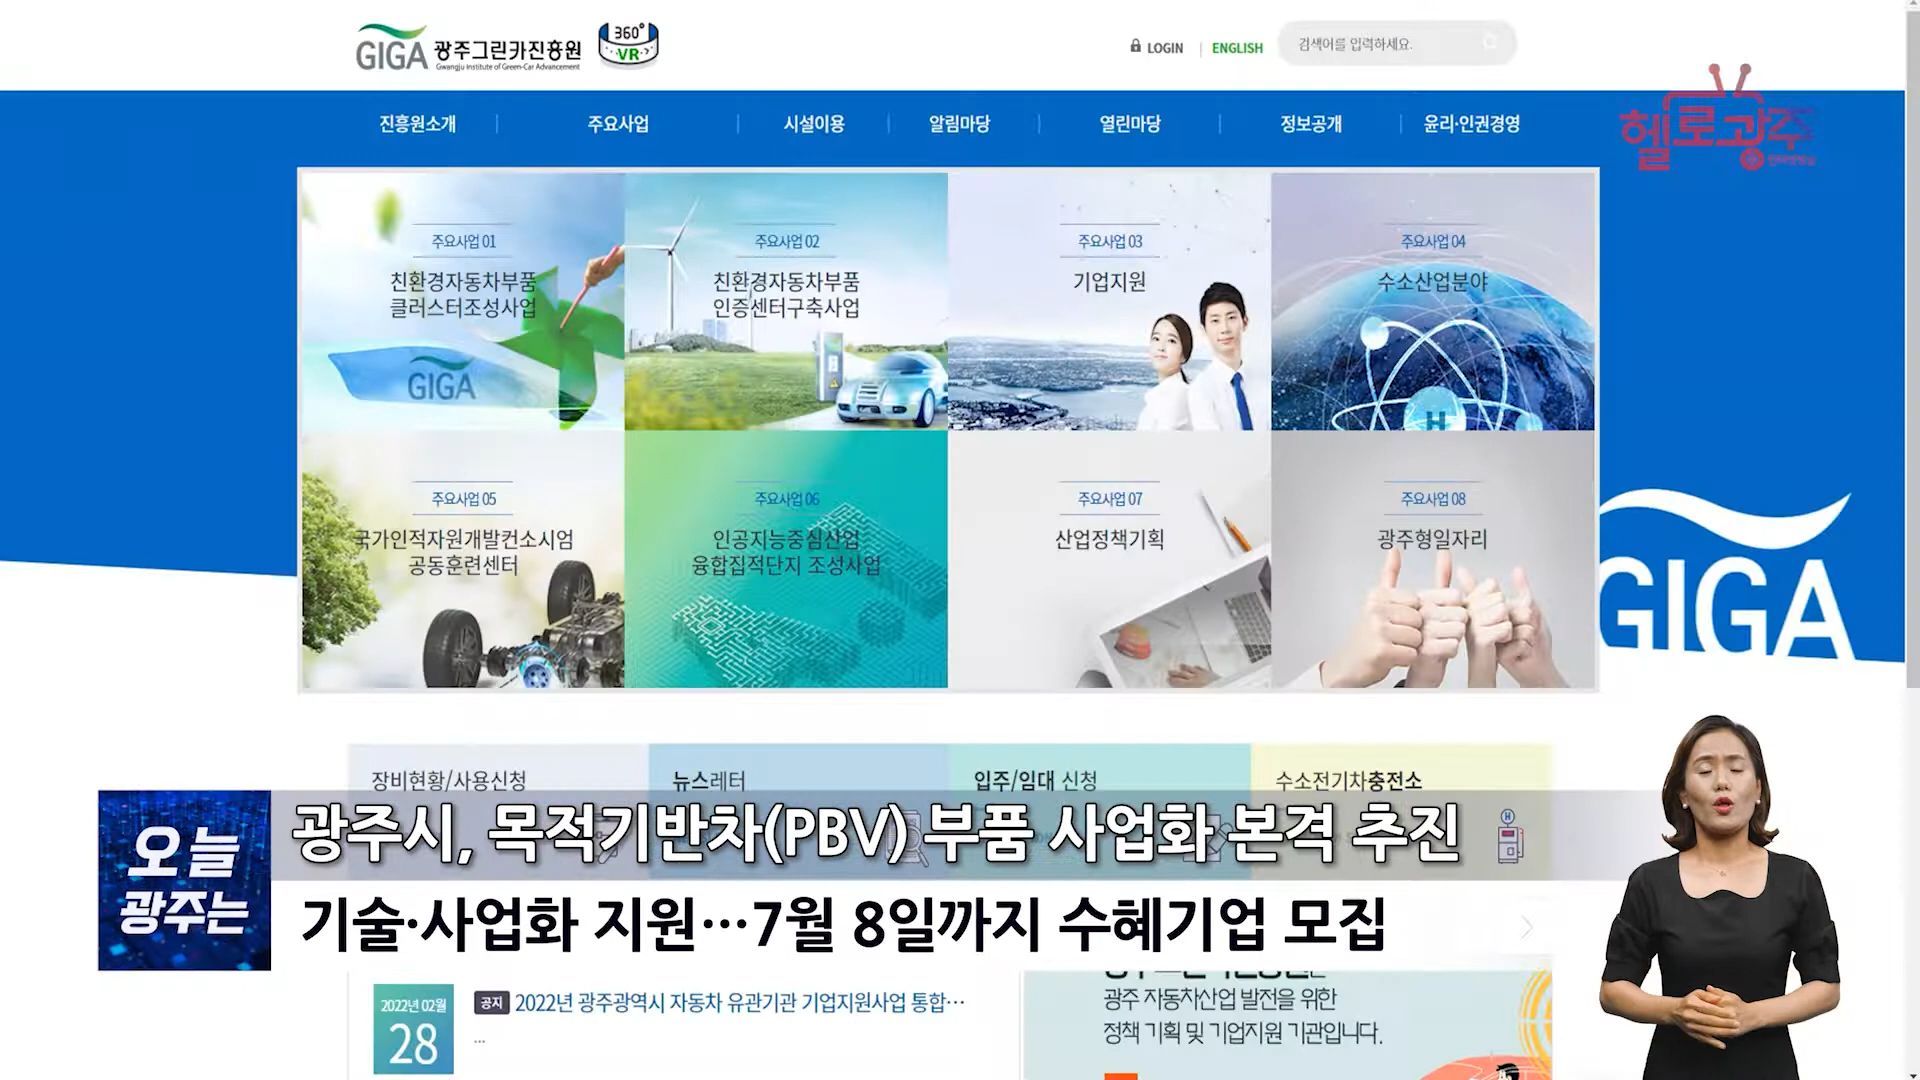 GIGA 광주그린카진흥원
Gwangju Institute of Green-Car Advancement
360°
VR
LOGIN
ENGLISH
검색어를 입력하세요.
진흥원소개
주요사업
시설이용
알림마당
열린마당
정보공개
윤리·인권경영
헬로광주
주요사업 01
친환경자동차부품
클러스터조성사업
GIGA
주요사업 02
친환경자동차부품
인증센터구축사업
주요사업 03
기업지원
주요사업 04
수소산업분야
H
주요사업 05
국가인적자원개발컨소시엄
공동훈련센터
주요사업 06
인공지능중심산업
융합집적단지 조성사업
주요사업 07
산업정책기획
주요사업 08
광주형일자리
GIGA
장비현황/사용신청
뉴스레터
입주/임대 신청
수소전기차충전소
H
오늘
광주는
광주시, 목적기반차(PBV) 부품 사업화 본격 추진
기술·사업화 지원…7월 8일까지 수혜기업 모집
2022년 02월
28
공지 2022년 광주광역시 자동차 유관기관 기업지원사업 통합…
...
광주 자동차산업 발전을 위한
정책 기획 및 기업지원 기관입니다.